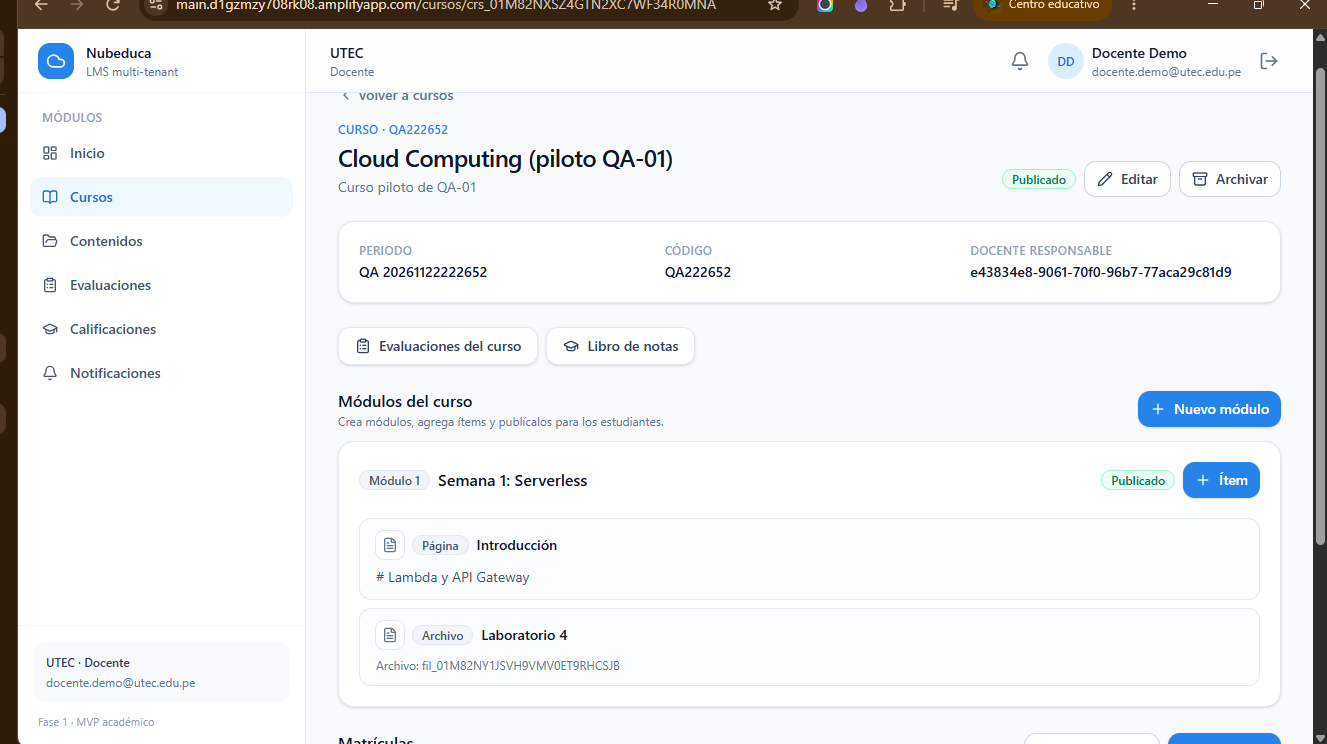 main.d1gzmzy708rk08.amplifyapp.com/cursos/crs_01M82NXSZ4GTN2XC7WF34R0MNA
Centro educativo
Nubeduca
LMS multi-tenant
UTEC
Docente
DD
Docente Demo
docente.demo@utec.edu.pe
MÓDULOS
Inicio
Cursos
Contenidos
Evaluaciones
Calificaciones
Notificaciones
UTEC · Docente
docente.demo@utec.edu.pe
Fase 1 · MVP académico
Volver a cursos
CURSO · QA222652
Cloud Computing (piloto QA-01)
Curso piloto de QA-01
Publicado
Editar
Archivar
PERIODO
QA 20261122222652
CÓDIGO
QA222652
DOCENTE RESPONSABLE
e43834e8-9061-70f0-96b7-77aca29c81d9
Evaluaciones del curso
Libro de notas
Módulos del curso
Crea módulos, agrega ítems y publícalos para los estudiantes.
+ Nuevo módulo
Módulo 1
Semana 1: Serverless
Publicado
+ Ítem
Página
Introducción
# Lambda y API Gateway
Archivo
Laboratorio 4
Archivo: fil_01M82NY1JSVH9VMV0ET9RHCSJB
Matrículas